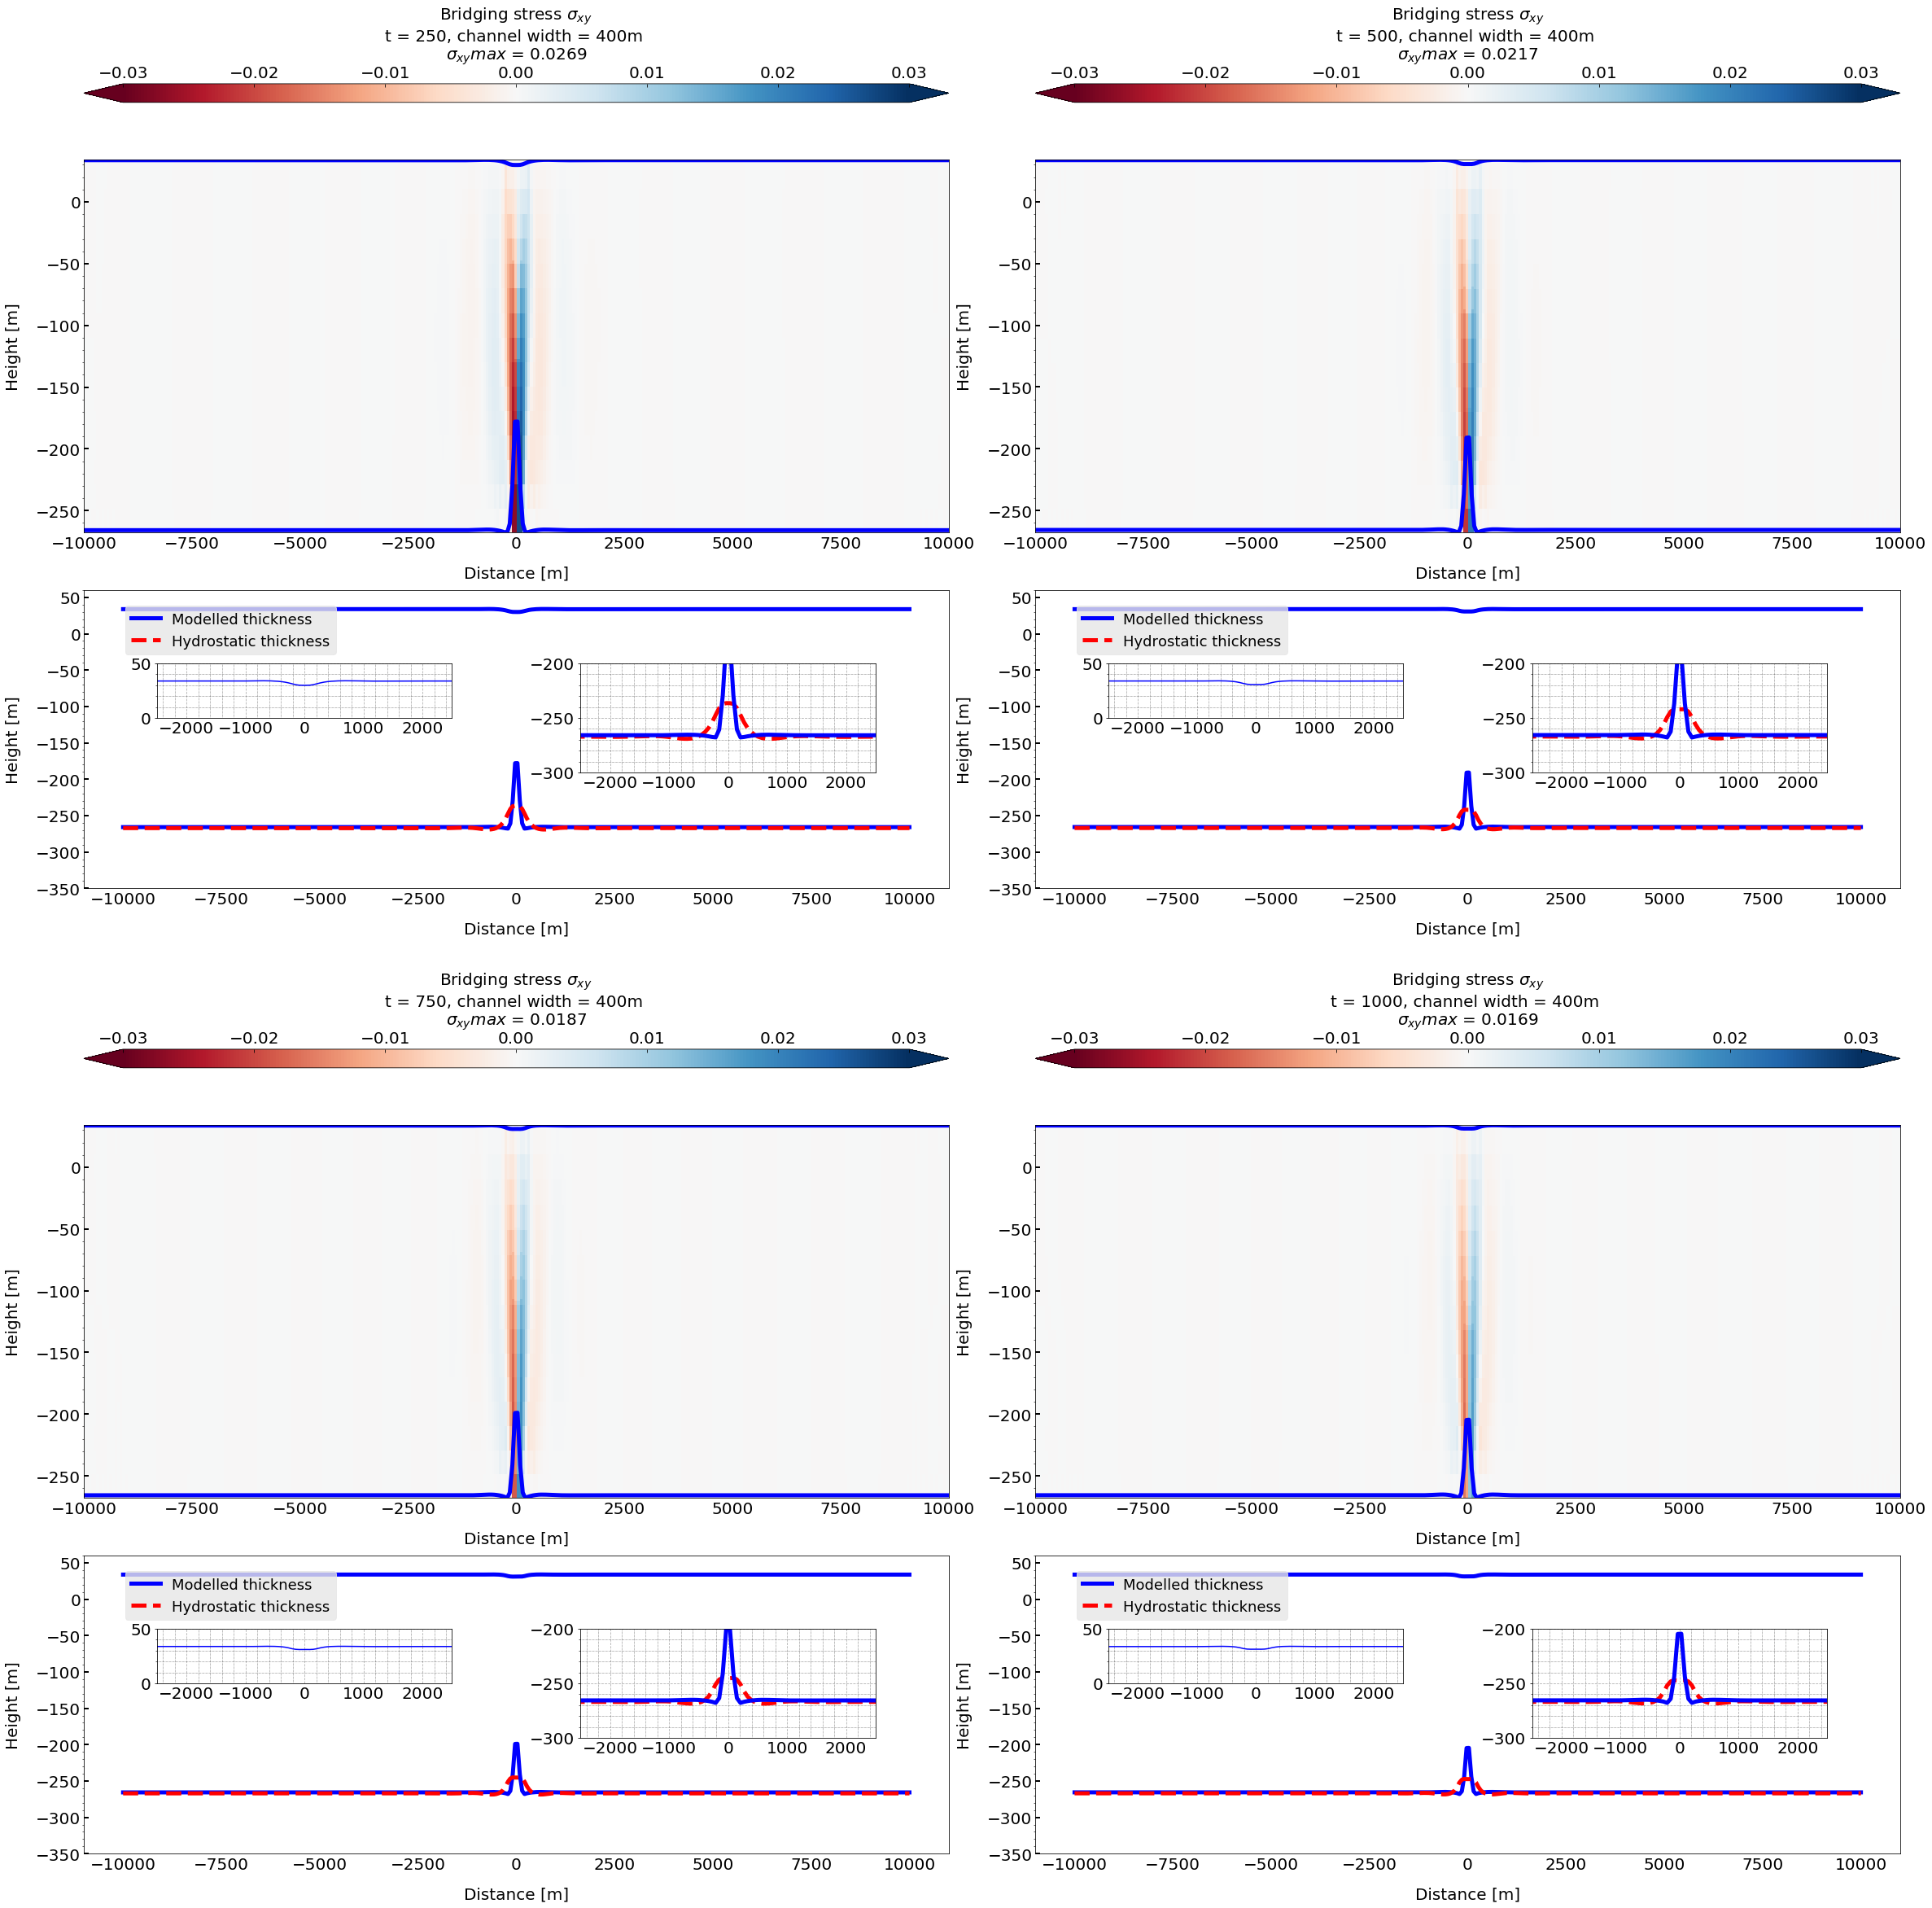 Bridging stress σxy
t = 250, channel width = 400m
σxymax = 0.0269
−0.03 −0.02 −0.01 0.00 0.01 0.02 0.03
0
−50
−100
−150
−200
−250
Height [m]
−10000 −7500 −5000 −2500 0 2500 5000 7500 10000
Distance [m]
50
0
−50
−100
−150
−200
−250
−300
−350
Height [m]
Modelled thickness
Hydrostatic thickness
50
0
−2000 −1000 0 1000 2000
−200
−250
−300
−2000 −1000 0 1000 2000
−10000 −7500 −5000 −2500 0 2500 5000 7500 10000
Distance [m]
Bridging stress σxy
t = 500, channel width = 400m
σxymax = 0.0217
−0.03 −0.02 −0.01 0.00 0.01 0.02 0.03
0
−50
−100
−150
−200
−250
Height [m]
−10000 −7500 −5000 −2500 0 2500 5000 7500 10000
Distance [m]
50
0
−50
−100
−150
−200
−250
−300
−350
Height [m]
Modelled thickness
Hydrostatic thickness
50
0
−2000 −1000 0 1000 2000
−200
−250
−300
−2000 −1000 0 1000 2000
−10000 −7500 −5000 −2500 0 2500 5000 7500 10000
Distance [m]
Bridging stress σxy
t = 750, channel width = 400m
σxymax = 0.0187
−0.03 −0.02 −0.01 0.00 0.01 0.02 0.03
0
−50
−100
−150
−200
−250
Height [m]
−10000 −7500 −5000 −2500 0 2500 5000 7500 10000
Distance [m]
50
0
−50
−100
−150
−200
−250
−300
−350
Height [m]
Modelled thickness
Hydrostatic thickness
50
0
−2000 −1000 0 1000 2000
−200
−250
−300
−2000 −1000 0 1000 2000
−10000 −7500 −5000 −2500 0 2500 5000 7500 10000
Distance [m]
Bridging stress σxy
t = 1000, channel width = 400m
σxymax = 0.0169
−0.03 −0.02 −0.01 0.00 0.01 0.02 0.03
0
−50
−100
−150
−200
−250
Height [m]
−10000 −7500 −5000 −2500 0 2500 5000 7500 10000
Distance [m]
50
0
−50
−100
−150
−200
−250
−300
−350
Height [m]
Modelled thickness
Hydrostatic thickness
50
0
−2000 −1000 0 1000 2000
−200
−250
−300
−2000 −1000 0 1000 2000
−10000 −7500 −5000 −2500 0 2500 5000 7500 10000
Distance [m]